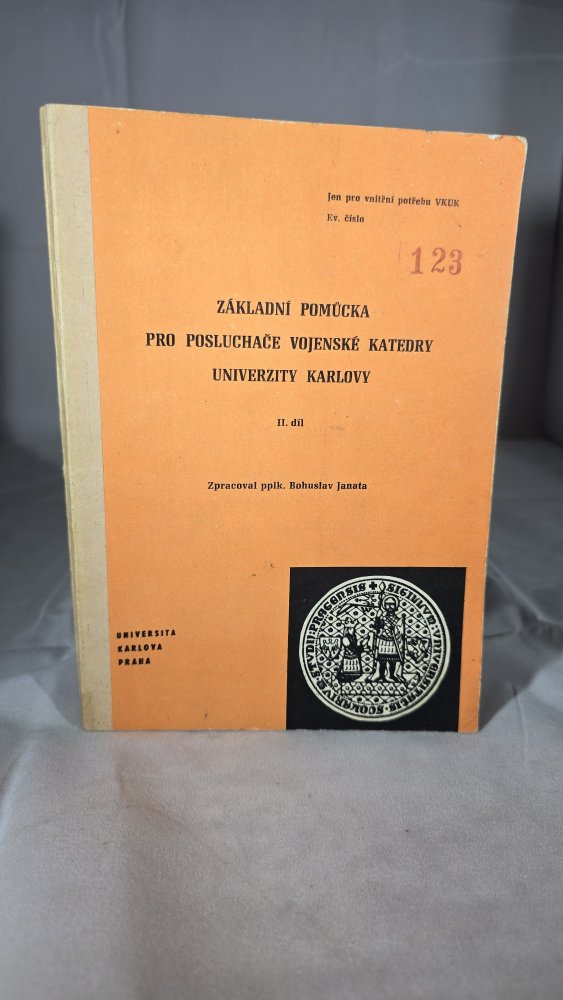 Jen pro vnitřní potřebu VKUK
Ev. číslo
123
ZÁKLADNÍ POMŮCKA
PRO POSLUCHAČE VOJENSKÉ KATEDRY
UNIVERZITY KARLOVY
II. díl
Zpracoval pplk. Bohuslav Janata
UNIVERSITA
KARLOVA
PRAHA